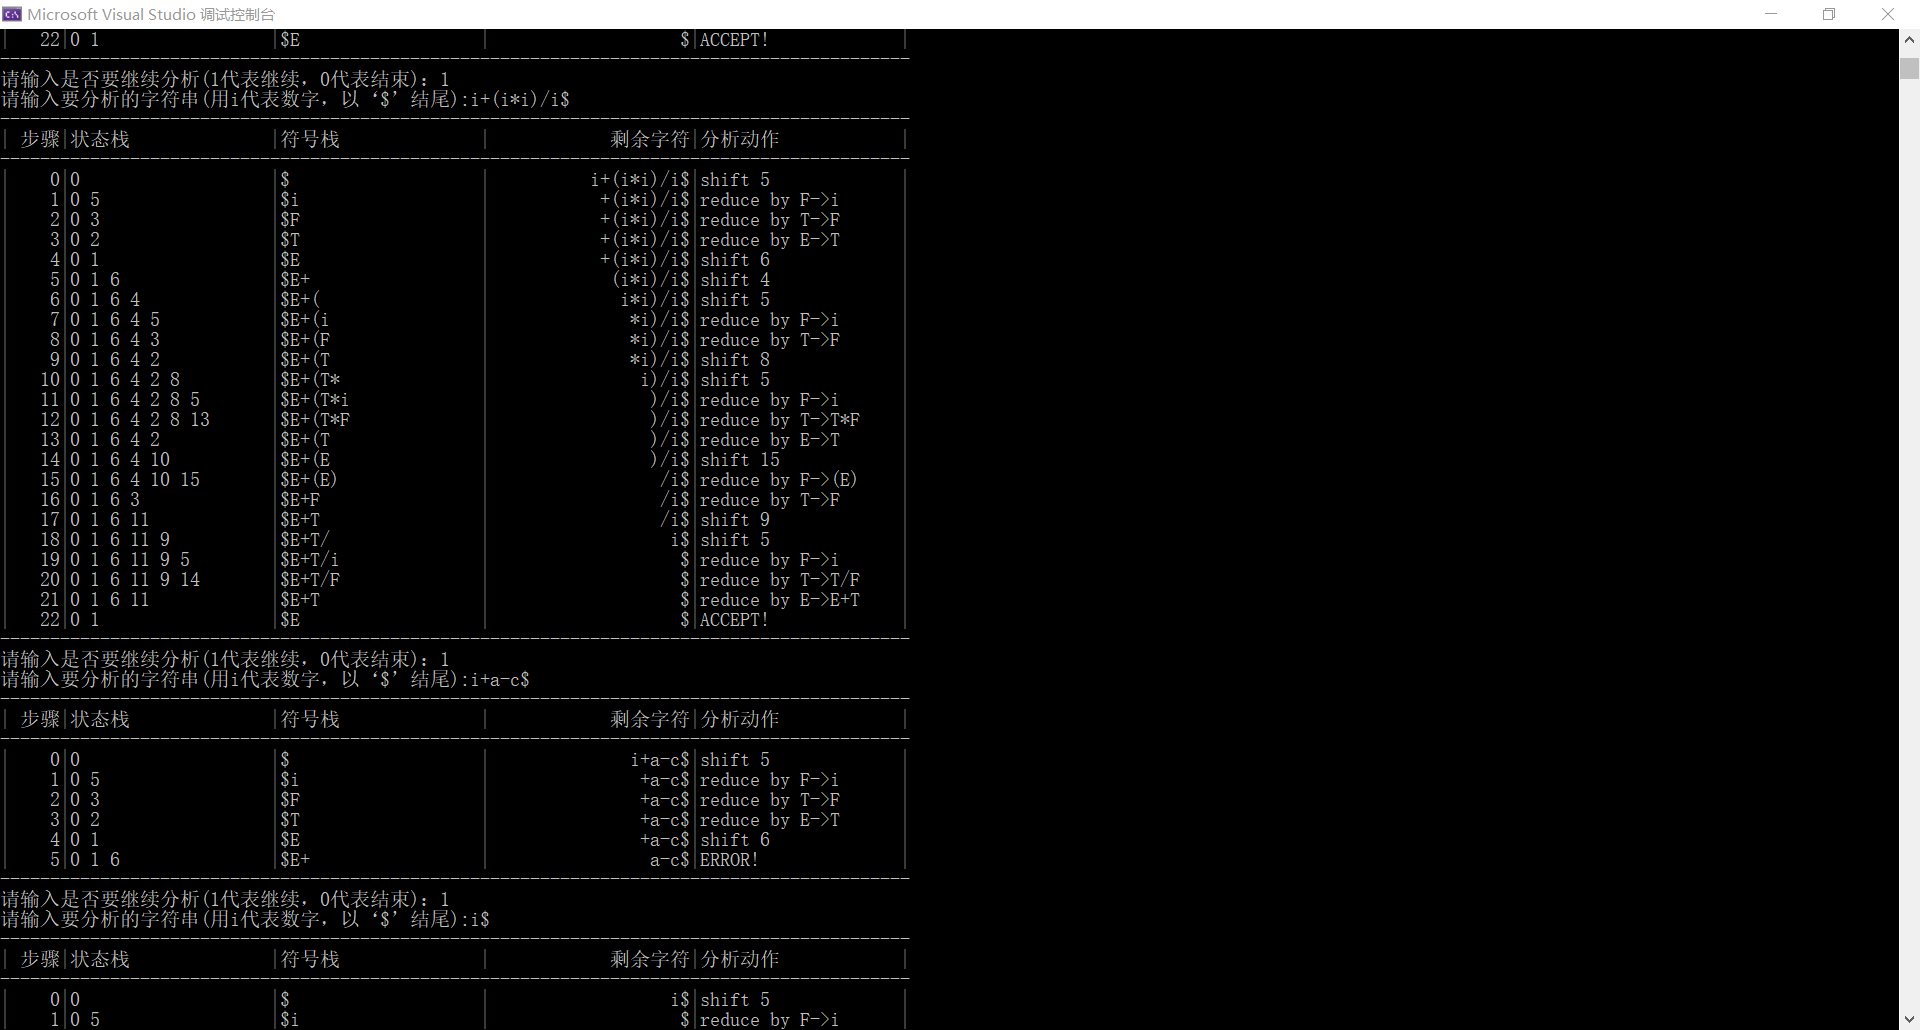 Microsoft Visual Studio 调试控制台
| 22|0 1 |$E | $|ACCEPT! |
请输入是否要继续分析(1代表继续，0代表结束)：1
请输入要分析的字符串(用i代表数字，以‘$’结尾):i+(i*i)/i$
| 步骤|状态栈 |符号栈 | 剩余字符|分析动作 |
| 0|0 |$ | i+(i*i)/i$|shift 5 |
| 1|0 5 |$i | +(i*i)/i$|reduce by F->i |
| 2|0 3 |$F | +(i*i)/i$|reduce by T->F |
| 3|0 2 |$T | +(i*i)/i$|reduce by E->T |
| 4|0 1 |$E | +(i*i)/i$|shift 6 |
| 5|0 1 6 |$E+ | (i*i)/i$|shift 4 |
| 6|0 1 6 4 |$E+( | i*i)/i$|shift 5 |
| 7|0 1 6 4 5 |$E+(i | *i)/i$|reduce by F->i |
| 8|0 1 6 4 3 |$E+(F | *i)/i$|reduce by T->F |
| 9|0 1 6 4 2 |$E+(T | *i)/i$|shift 8 |
| 10|0 1 6 4 2 8 |$E+(T* | i)/i$|shift 5 |
| 11|0 1 6 4 2 8 5 |$E+(T*i | )/i$|reduce by F->i |
| 12|0 1 6 4 2 8 13 |$E+(T*F | )/i$|reduce by T->T*F |
| 13|0 1 6 4 2 |$E+(T | )/i$|reduce by E->T |
| 14|0 1 6 4 10 |$E+(E | )/i$|shift 15 |
| 15|0 1 6 4 10 15 |$E+(E) | /i$|reduce by F->(E) |
| 16|0 1 6 3 |$E+F | /i$|reduce by T->F |
| 17|0 1 6 11 |$E+T | /i$|shift 9 |
| 18|0 1 6 11 9 |$E+T/ | i$|shift 5 |
| 19|0 1 6 11 9 5 |$E+T/i | $|reduce by F->i |
| 20|0 1 6 11 9 14 |$E+T/F | $|reduce by T->T/F |
| 21|0 1 6 11 |$E+T | $|reduce by E->E+T |
| 22|0 1 |$E | $|ACCEPT! |
请输入是否要继续分析(1代表继续，0代表结束)：1
请输入要分析的字符串(用i代表数字，以‘$’结尾):i+a-c$
| 步骤|状态栈 |符号栈 | 剩余字符|分析动作 |
| 0|0 |$ | i+a-c$|shift 5 |
| 1|0 5 |$i | +a-c$|reduce by F->i |
| 2|0 3 |$F | +a-c$|reduce by T->F |
| 3|0 2 |$T | +a-c$|reduce by E->T |
| 4|0 1 |$E | +a-c$|shift 6 |
| 5|0 1 6 |$E+ | a-c$|ERROR! |
请输入是否要继续分析(1代表继续，0代表结束)：1
请输入要分析的字符串(用i代表数字，以‘$’结尾):i$
| 步骤|状态栈 |符号栈 | 剩余字符|分析动作 |
| 0|0 |$ | i$|shift 5 |
| 1|0 5 |$i | $|reduce by F->i |